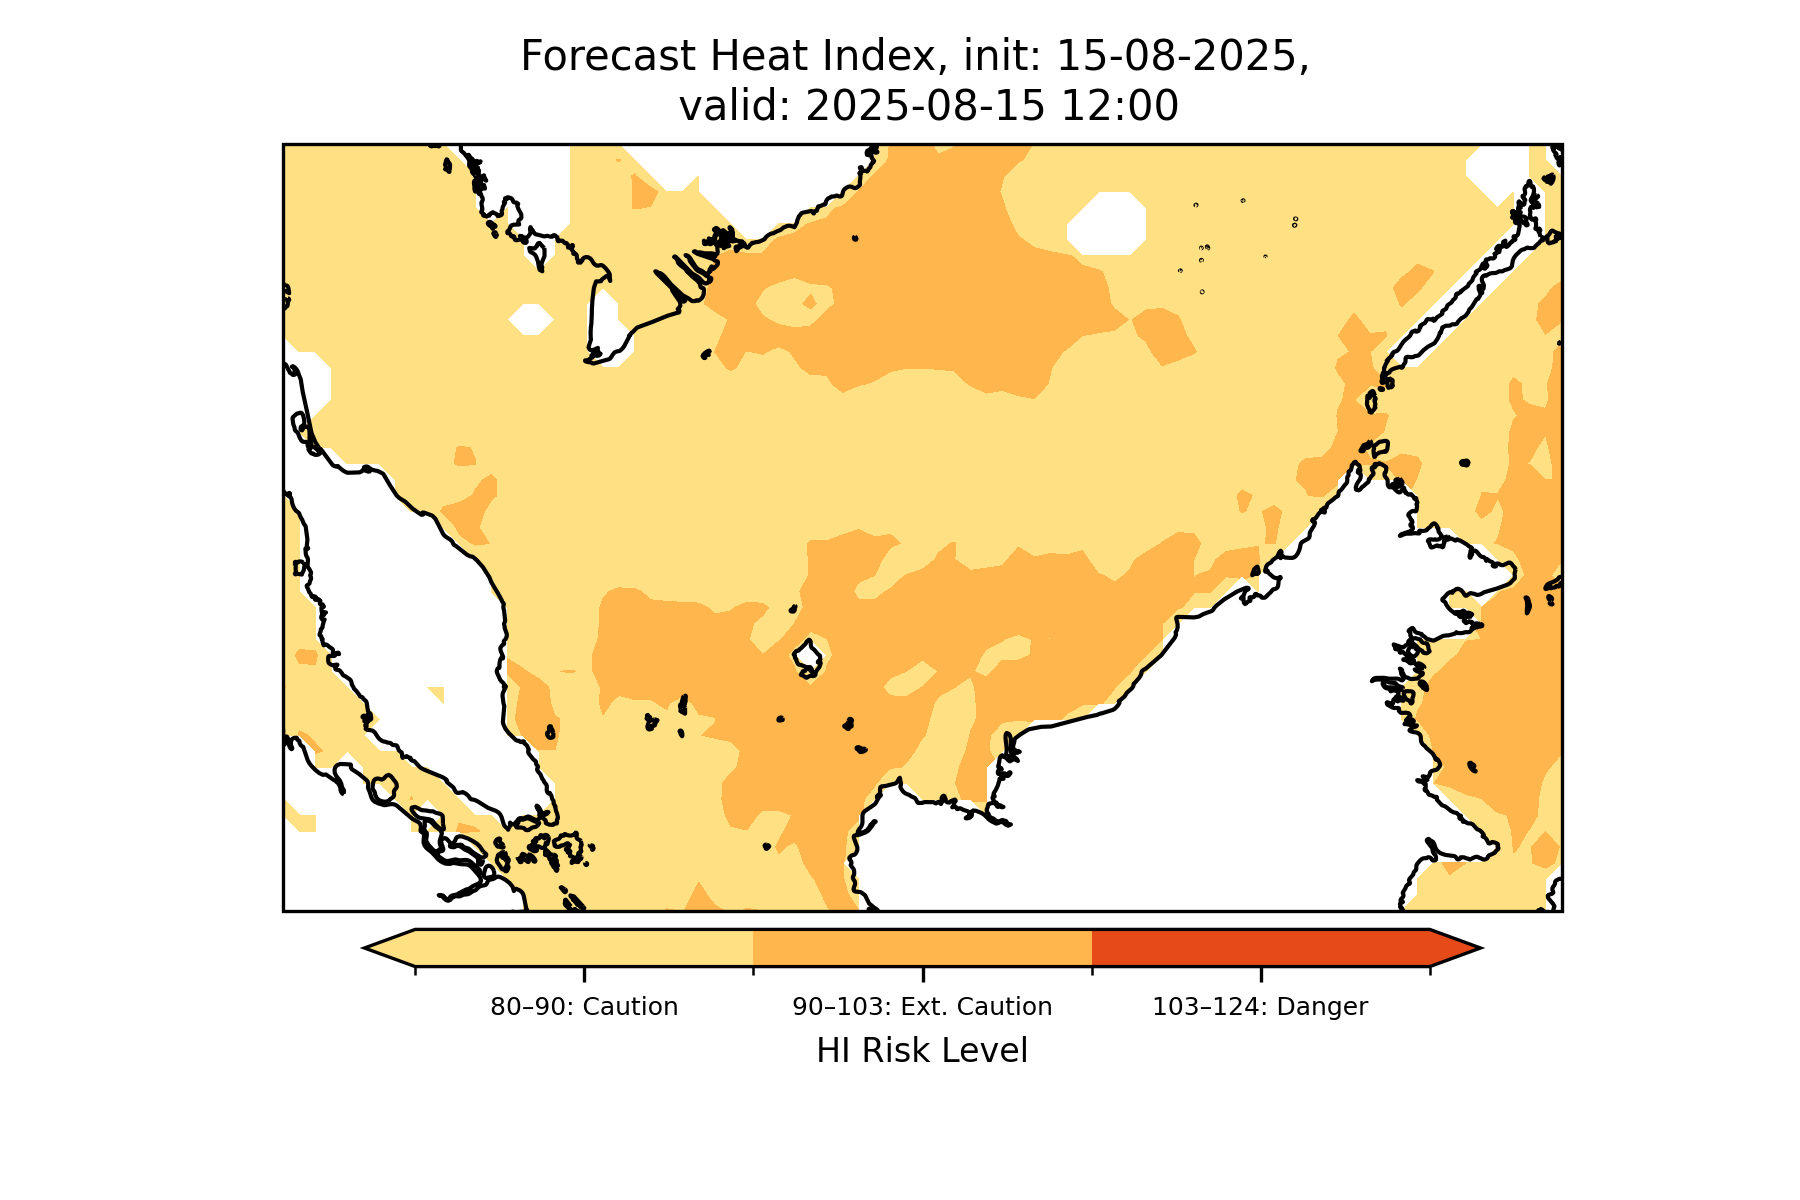 Forecast Heat Index, init: 15-08-2025,
valid: 2025-08-15 12:00
80–90: Caution
90–103: Ext. Caution
103–124: Danger
HI Risk Level